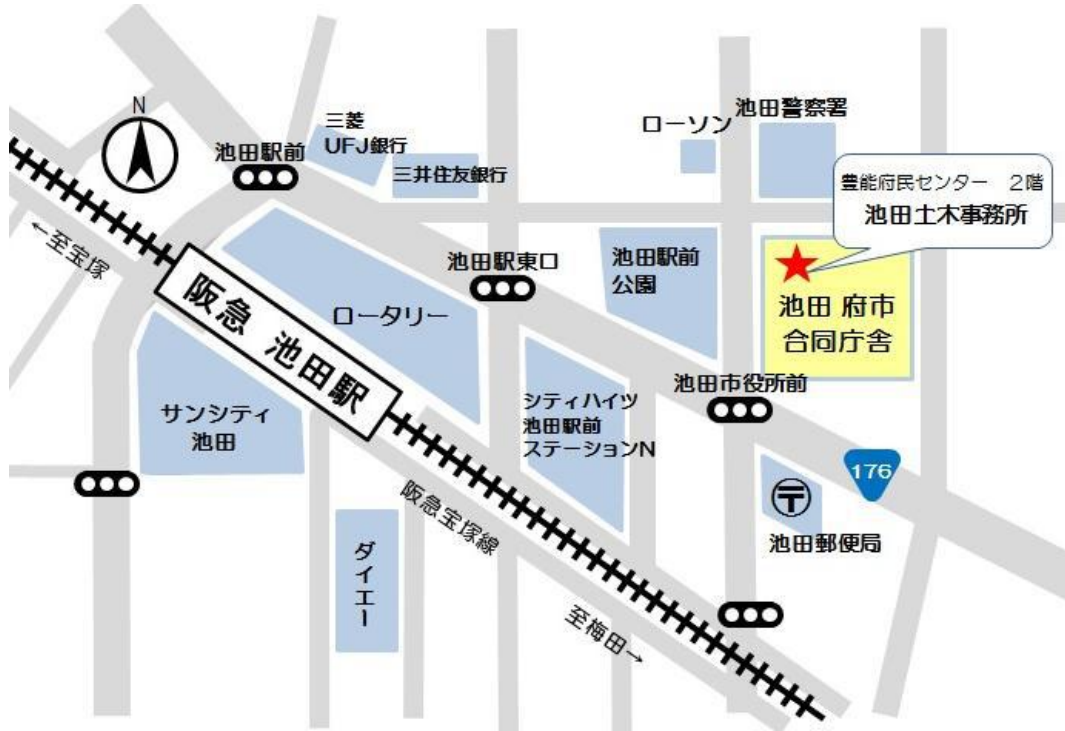 N
池田駅前
三菱
UFJ銀行
三井住友銀行
ローソン
池田警察署
豊能府民センター 2階
池田土木事務所
←至宝塚
池田駅東口
池田駅前
公園
池田 府市
合同庁舎
阪急 池田駅
ロータリー
サンシティ
池田
シティハイツ
池田駅前
ステーションN
池田市役所前
176
〒
池田郵便局
阪急宝塚線
ダイエー
至梅田→